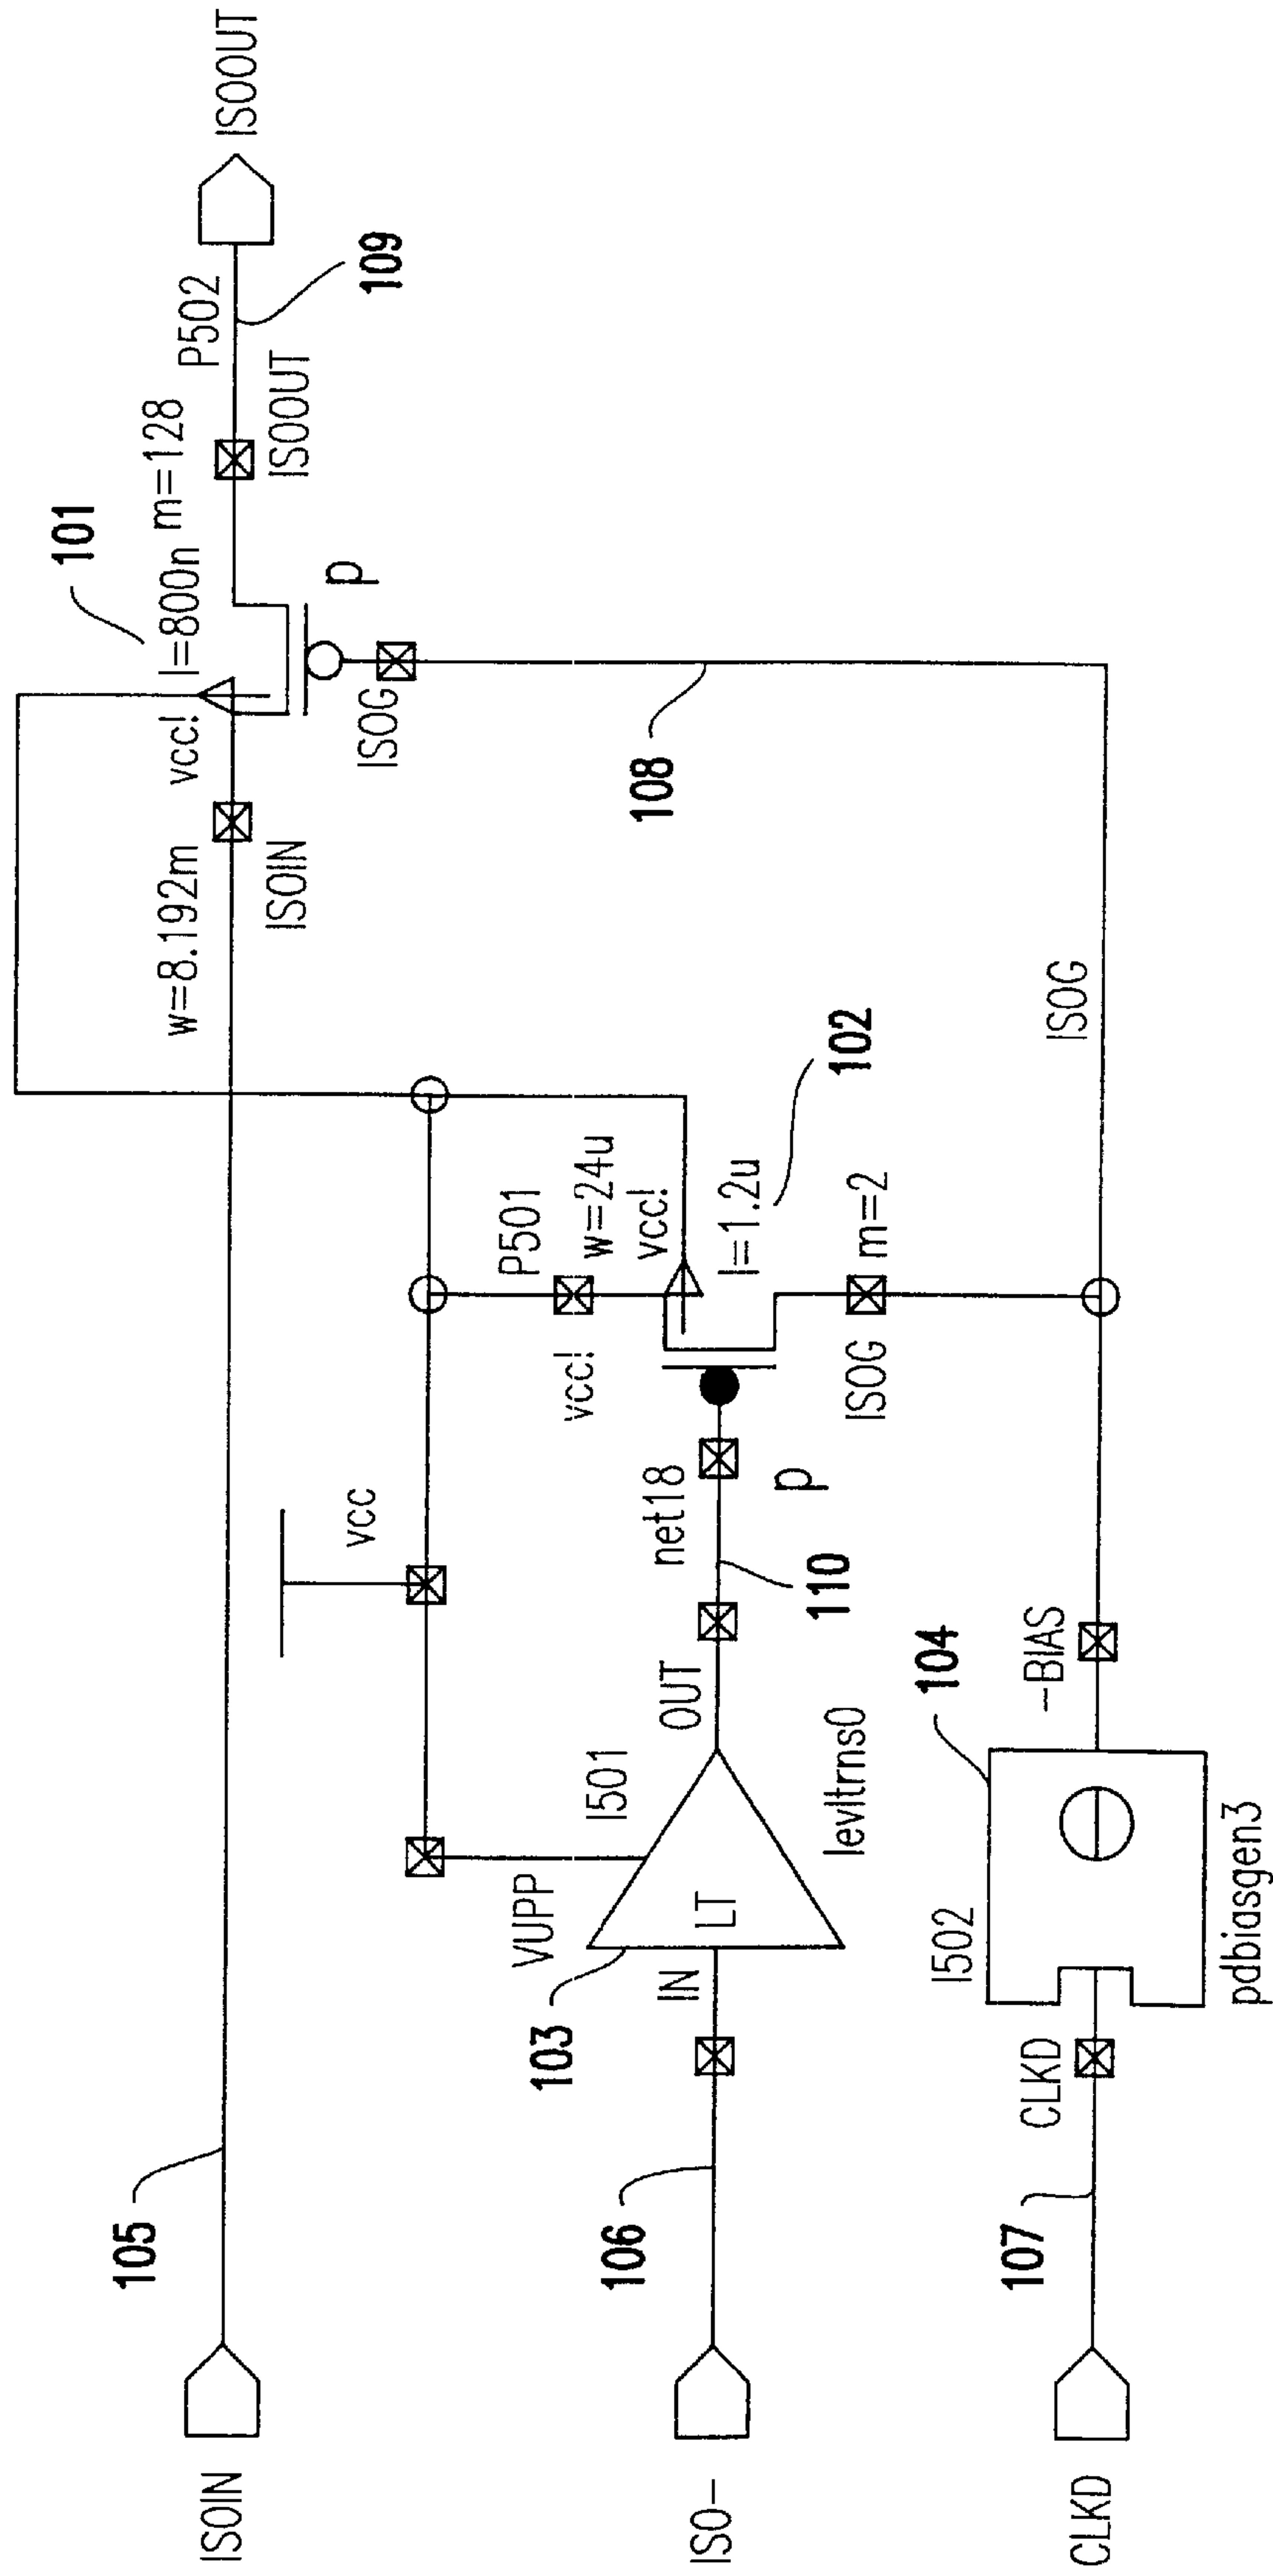 101
ISOIN
105
w=8.192m
vcc!
l=800n
m=128
P502
ISOIN
ISOOUT
109
ISOOUT
p
ISOG
108
vcc
P501
w=24u
vcc!
vcc!
l=1.2u
102
ISOG
m=2
ISO-
106
103
IN
LT
VUPP
I501
OUT
levltrns0
net18
110
p
CLKD
107
CLKD
I502
104
pdbiasgen3
-BIAS
ISOG